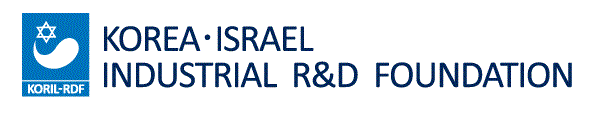 KORIL-RDF
KOREA·ISRAEL
INDUSTRIAL R&D FOUNDATION